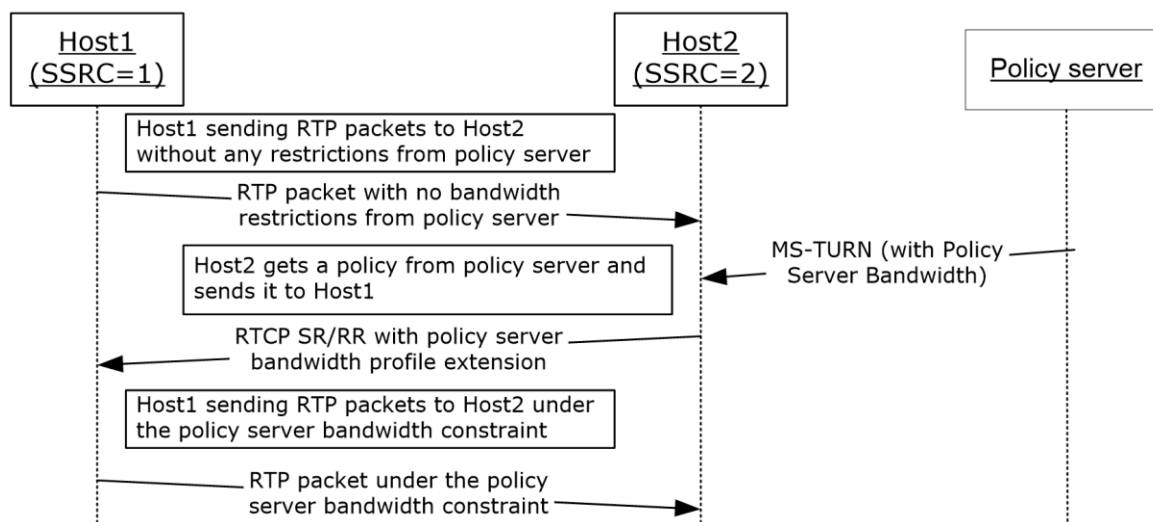 Host1
(SSRC=1)
Host2
(SSRC=2)
Policy server
Host1 sending RTP packets to Host2
without any restrictions from policy server
RTP packet with no bandwidth
restrictions from policy server
MS-TURN (with Policy
Server Bandwidth)
Host2 gets a policy from policy server and
sends it to Host1
RTCP SR/RR with policy server
bandwidth profile extension
Host1 sending RTP packets to Host2 under
the policy server bandwidth constraint
RTP packet under the policy
server bandwidth constraint